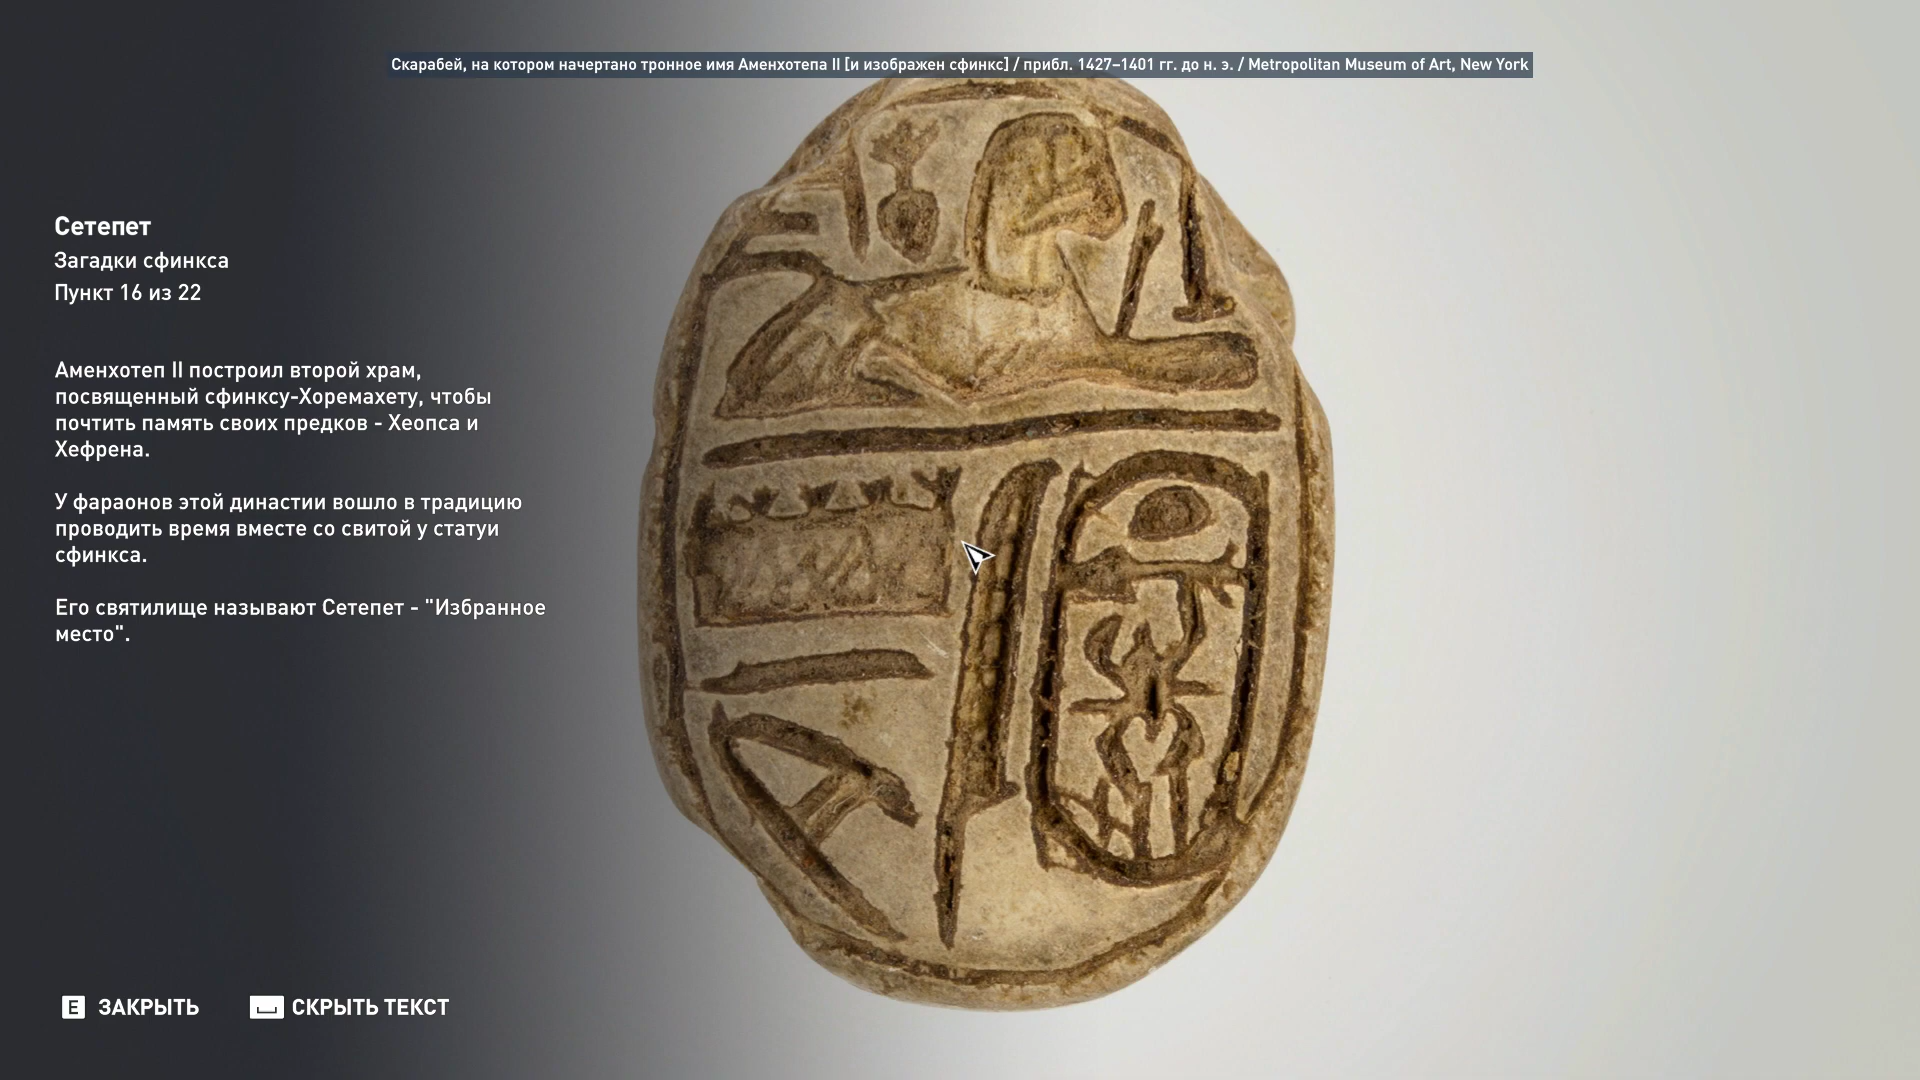 Скарабей, на котором начертано тронное имя Аменхотепа II [и изображен сфинкс] / прибл. 1427–1401 гг. до н. э. / Metropolitan Museum of Art, New York
Сетепет
Загадки сфинкса
Пункт 16 из 22
Аменхотеп II построил второй храм,
посвященный сфинксу-Хоремахету, чтобы
почтить память своих предков - Хеопса и
Хефрена.
У фараонов этой династии вошло в традицию
проводить время вместе со свитой у статуи
сфинкса.
Его святилище называют Сетепет - "Избранное
место".
E ЗАКРЫТЬ
СКРЫТЬ ТЕКСТ